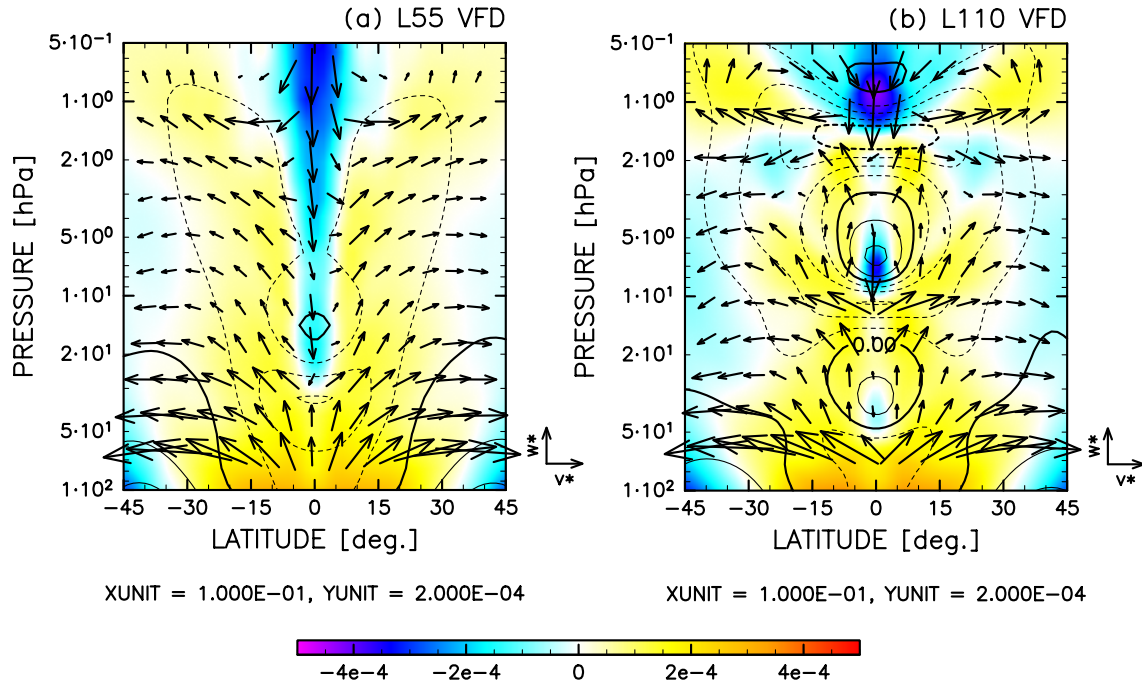 (a) L55 VFD
5·10⁻¹
1·10⁰
2·10⁰
5·10⁰
1·10¹
2·10¹
5·10¹
1·10²
PRESSURE [hPa]
−45 −30 −15 0 15 30 45
LATITUDE [deg.]
w*
v*
XUNIT = 1.000E−01, YUNIT = 2.000E−04
(b) L110 VFD
5·10⁻¹
1·10⁰
2·10⁰
5·10⁰
1·10¹
2·10¹
5·10¹
1·10²
PRESSURE [hPa]
0.00
−45 −30 −15 0 15 30 45
LATITUDE [deg.]
w*
v*
XUNIT = 1.000E−01, YUNIT = 2.000E−04
−4e−4 −2e−4 0 2e−4 4e−4